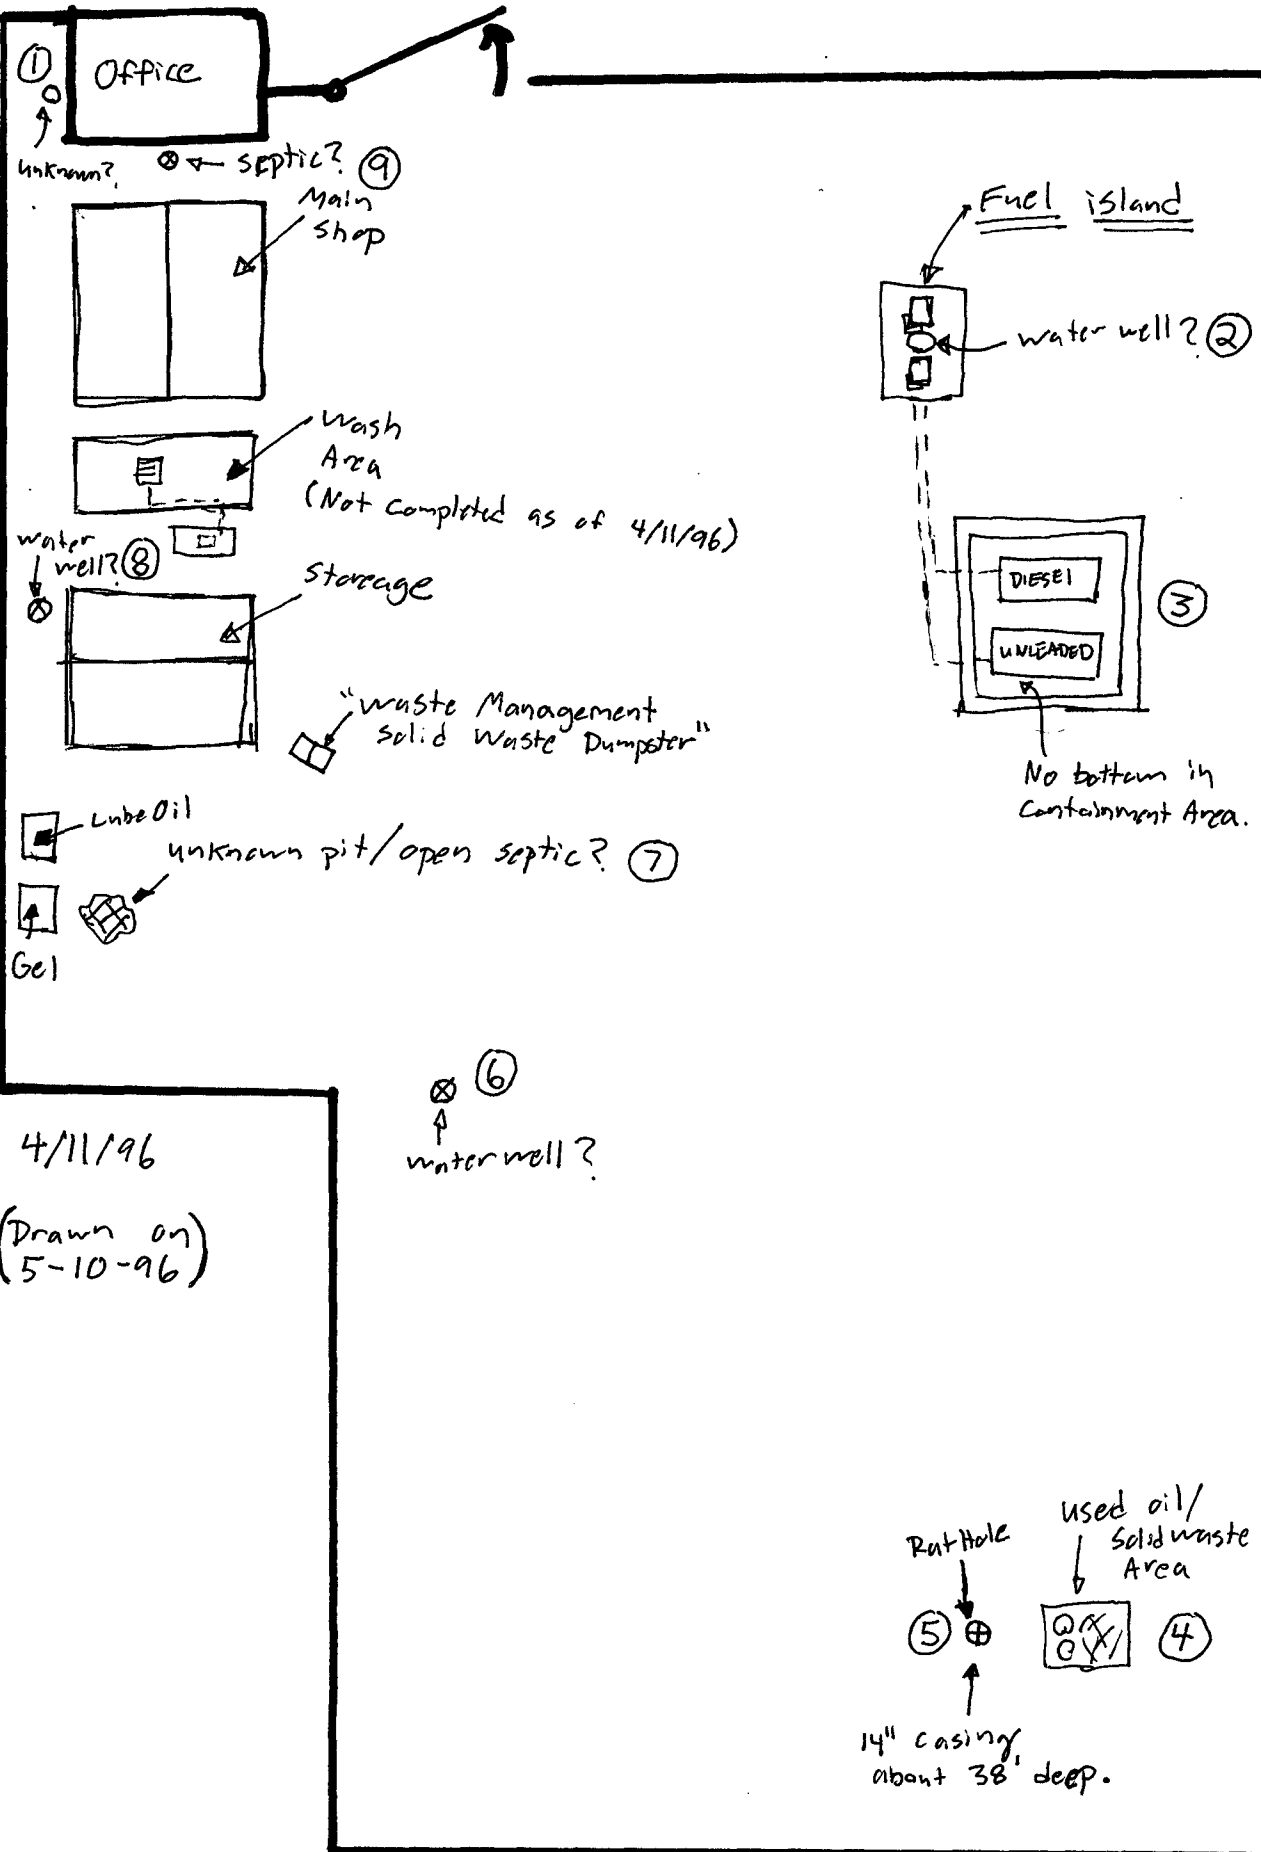 ①
Office
unknown?
septic? ⑨
Main
shop
Fuel island
water well? ②
Wash
Area
(Not Completed as of 4/11/96)
water
well? ⑧
Storeage
DIESEl
③
UNLEADED
"Waste Management
Solid Waste Dumpster"
No bottom in
Containment Area.
Lube Oil
unknown pit/open septic? ⑦
Gel
⑥
water well?
4/11/96
(Drawn on
5-10-96)
used oil/
Solid waste
Area
Rat Hole
⑤
④
14" Casing
about 38' deep.